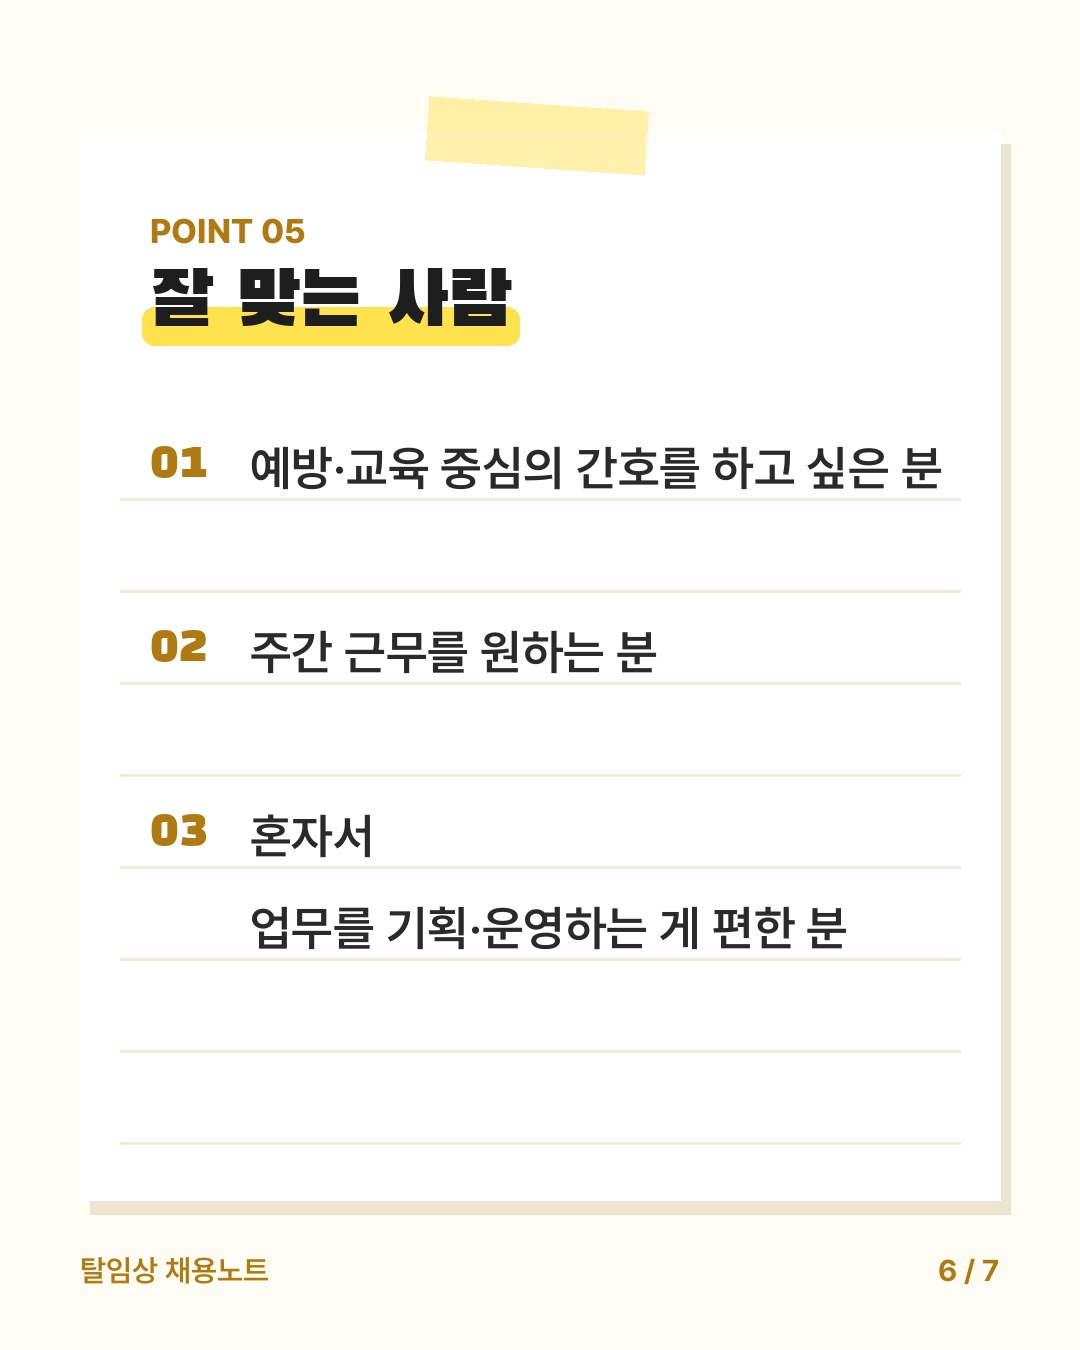 POINT 05
잘 맞는 사람
01 예방·교육 중심의 간호를 하고 싶은 분
02 주간 근무를 원하는 분
03 혼자서
업무를 기획·운영하는 게 편한 분
탈임상 채용노트
6 / 7